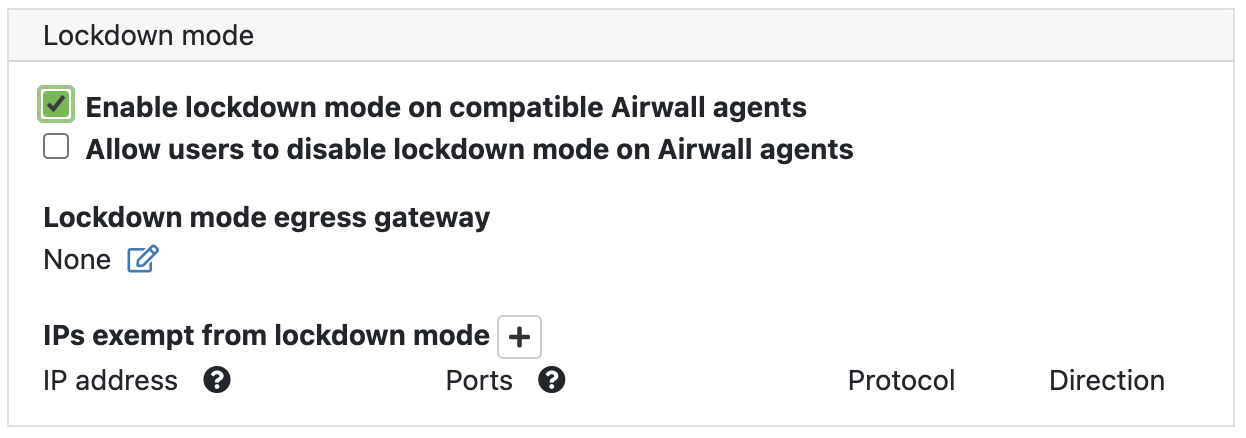 Lockdown mode
Enable lockdown mode on compatible Airwall agents
Allow users to disable lockdown mode on Airwall agents
Lockdown mode egress gateway
None
IPs exempt from lockdown mode +
IP address ? Ports ? Protocol Direction